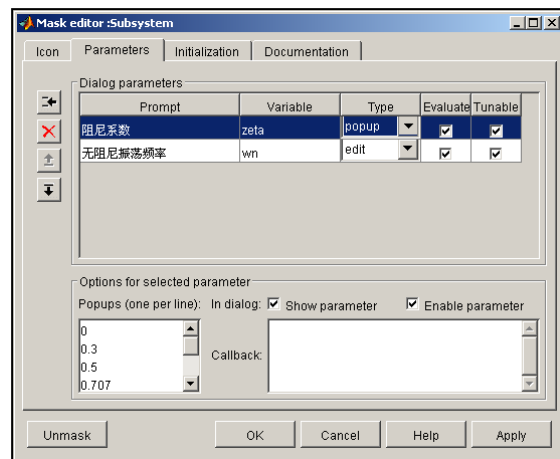 Mask editor :Subsystem
Icon Parameters Initialization Documentation
Dialog parameters
Prompt Variable Type Evaluate Tunable
阻尼系数 zeta popup
无阻尼振荡频率 wn edit
Options for selected parameter
Popups (one per line): In dialog: Show parameter Enable parameter
0
0.3
0.5
0.707
Callback:
Unmask OK Cancel Help Apply